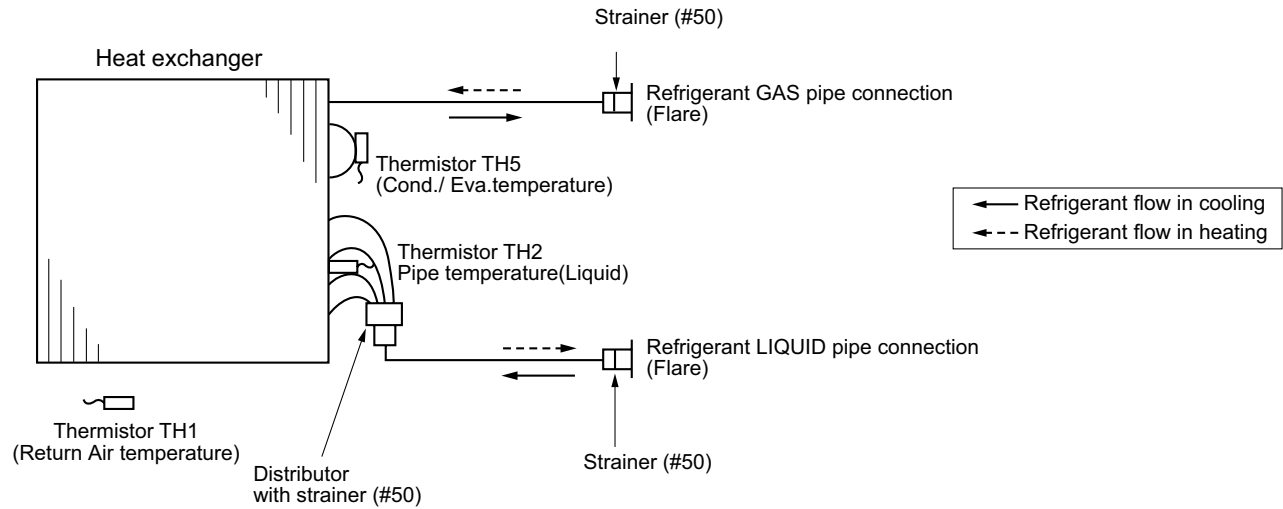 Strainer (#50)
Heat exchanger
Refrigerant GAS pipe connection
(Flare)
Thermistor TH5
(Cond./ Eva.temperature)
Refrigerant flow in cooling
Refrigerant flow in heating
Thermistor TH2
Pipe temperature(Liquid)
Refrigerant LIQUID pipe connection
(Flare)
Thermistor TH1
(Return Air temperature)
Distributor
with strainer (#50)
Strainer (#50)